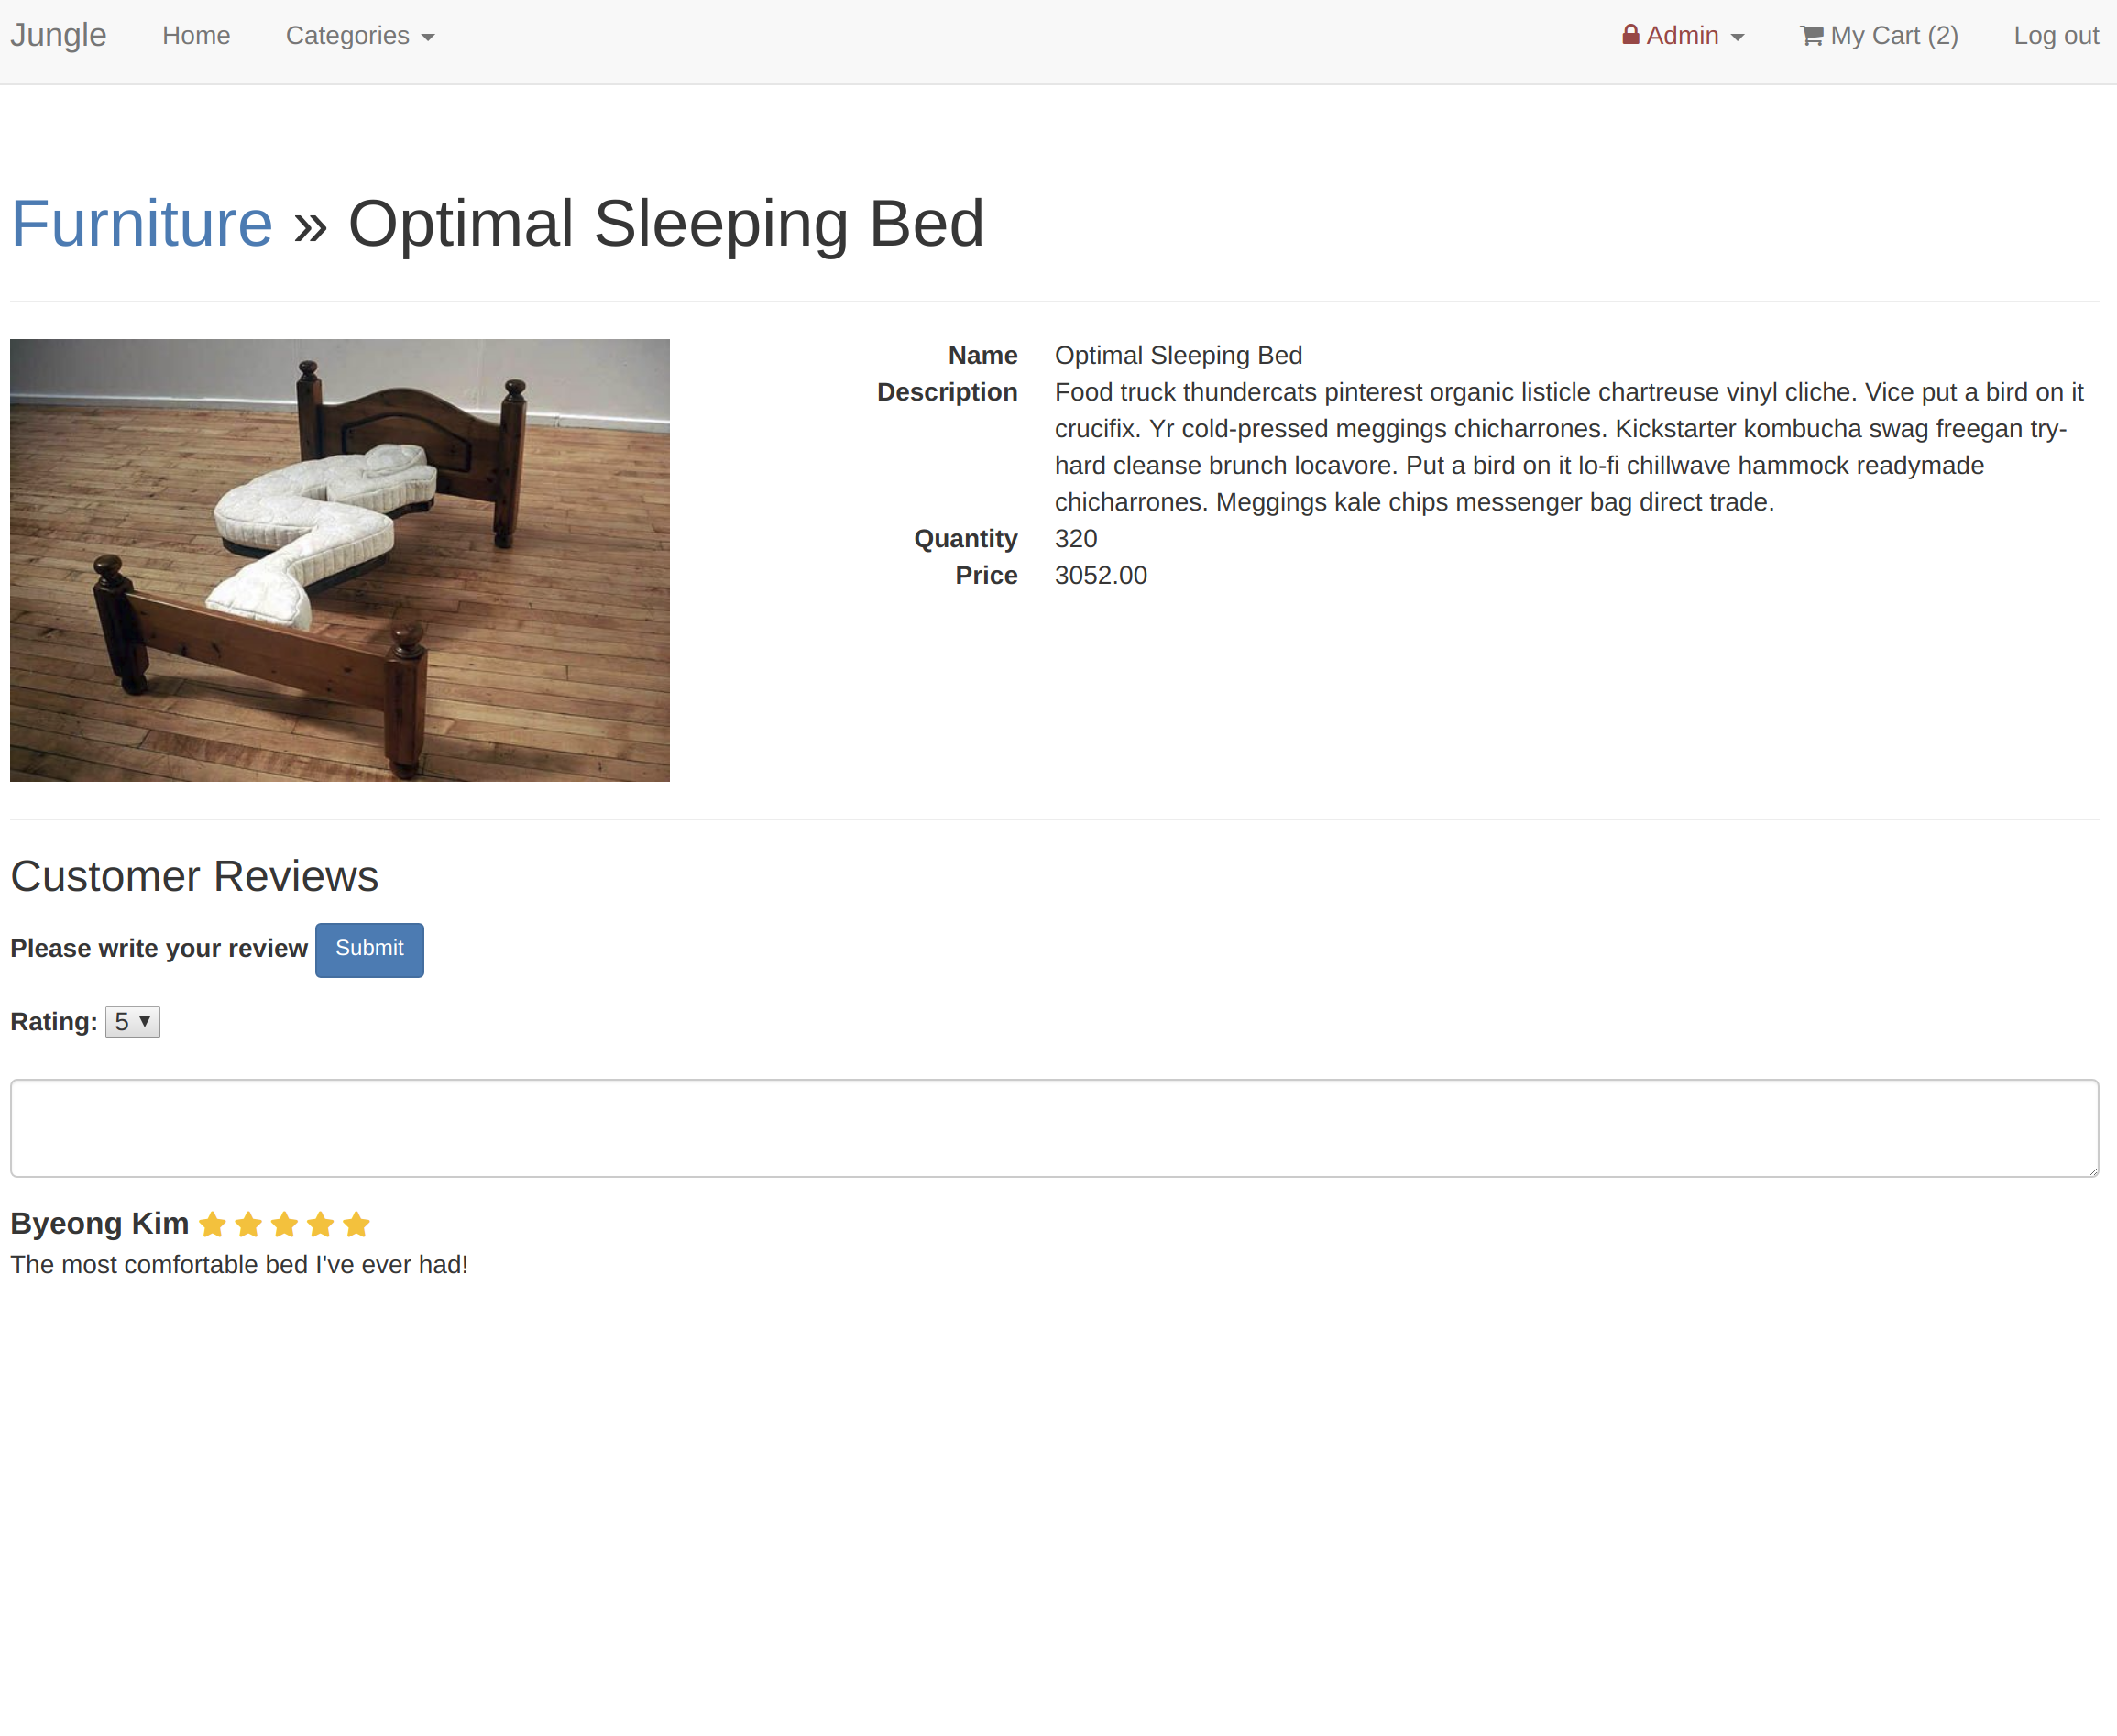 Jungle Home Categories Admin My Cart (2) Log out
Furniture » Optimal Sleeping Bed
Name Optimal Sleeping Bed
Description Food truck thundercats pinterest organic listicle chartreuse vinyl cliche. Vice put a bird on it
crucifix. Yr cold-pressed meggings chicharrones. Kickstarter kombucha swag freegan try-
hard cleanse brunch locavore. Put a bird on it lo-fi chillwave hammock readymade
chicharrones. Meggings kale chips messenger bag direct trade.
Quantity 320
Price 3052.00
Customer Reviews
Please write your review Submit
Rating: 5
Byeong Kim
The most comfortable bed I've ever had!